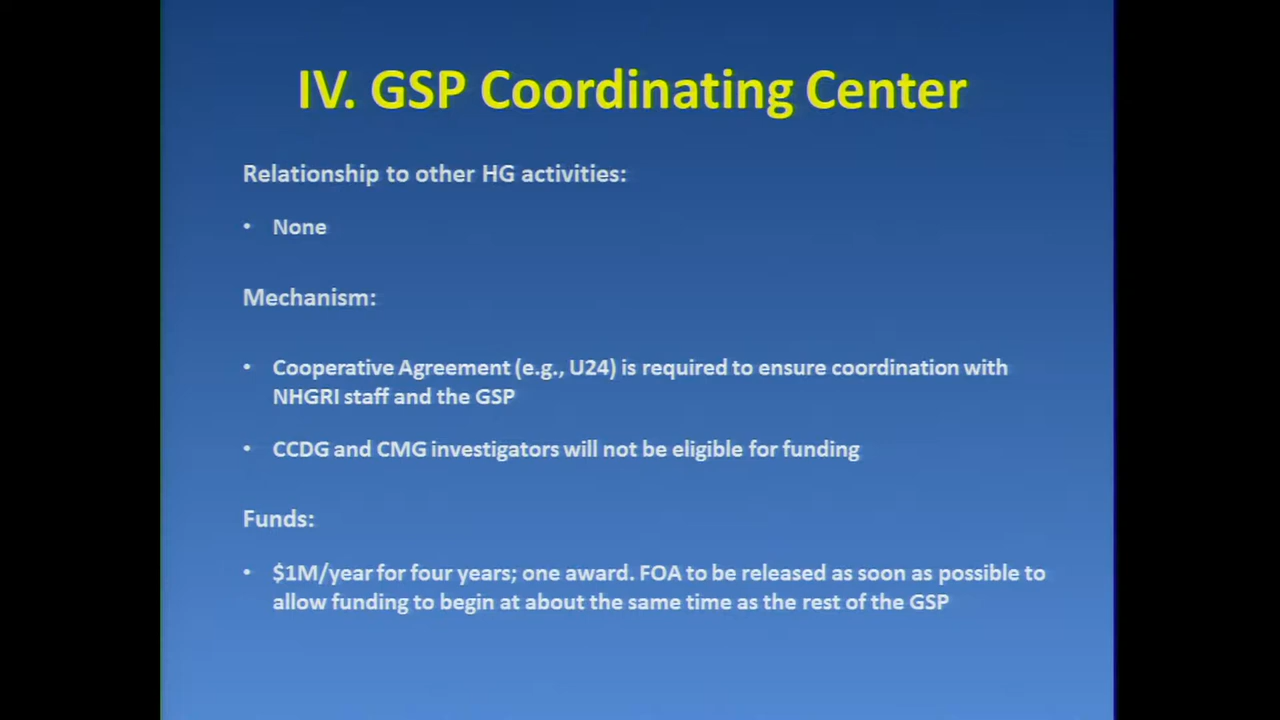 IV. GSP Coordinating Center
Relationship to other HG activities:
• None
Mechanism:
• Cooperative Agreement (e.g., U24) is required to ensure coordination with
NHGRI staff and the GSP
• CCDG and CMG investigators will not be eligible for funding
Funds:
• $1M/year for four years; one award. FOA to be released as soon as possible to
allow funding to begin at about the same time as the rest of the GSP